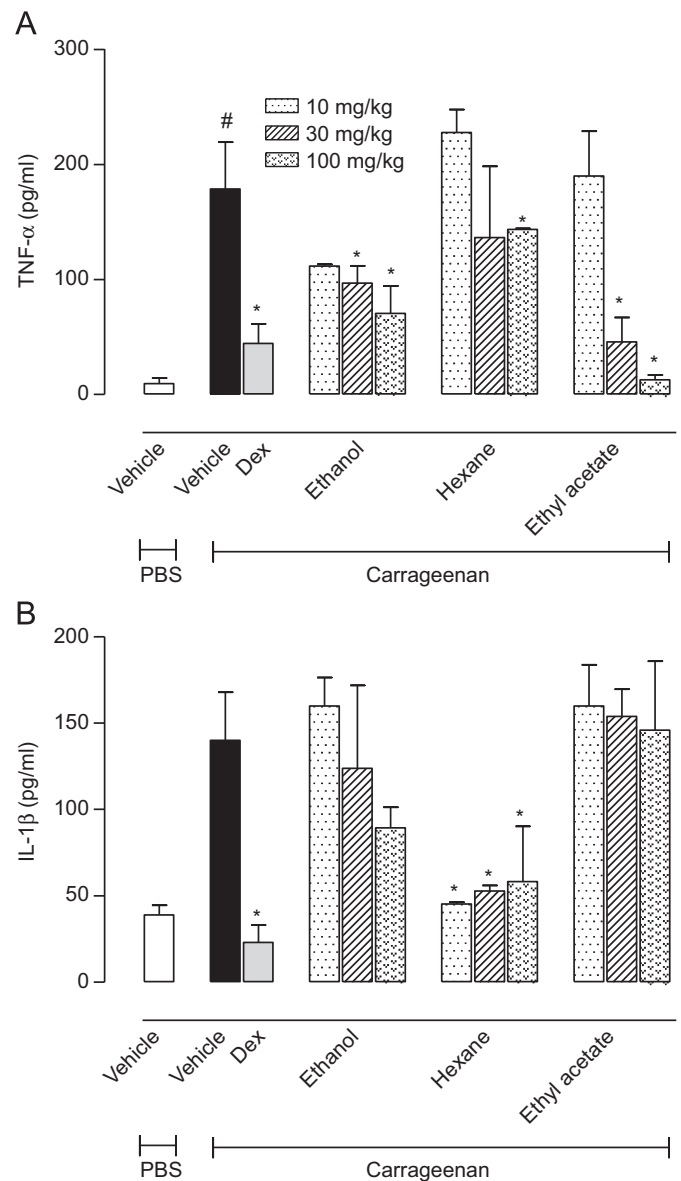 A
300
200
100
0
TNF-α (pg/ml)
#
10 mg/kg
30 mg/kg
100 mg/kg
*
*
*
*
*
*
Vehicle
Vehicle
Dex
Ethanol
Hexane
Ethyl acetate
PBS
Carrageenan
B
200
150
100
50
0
IL-1β (pg/ml)
*
*
*
*
Vehicle
Vehicle
Dex
Ethanol
Hexane
Ethyl acetate
PBS
Carrageenan